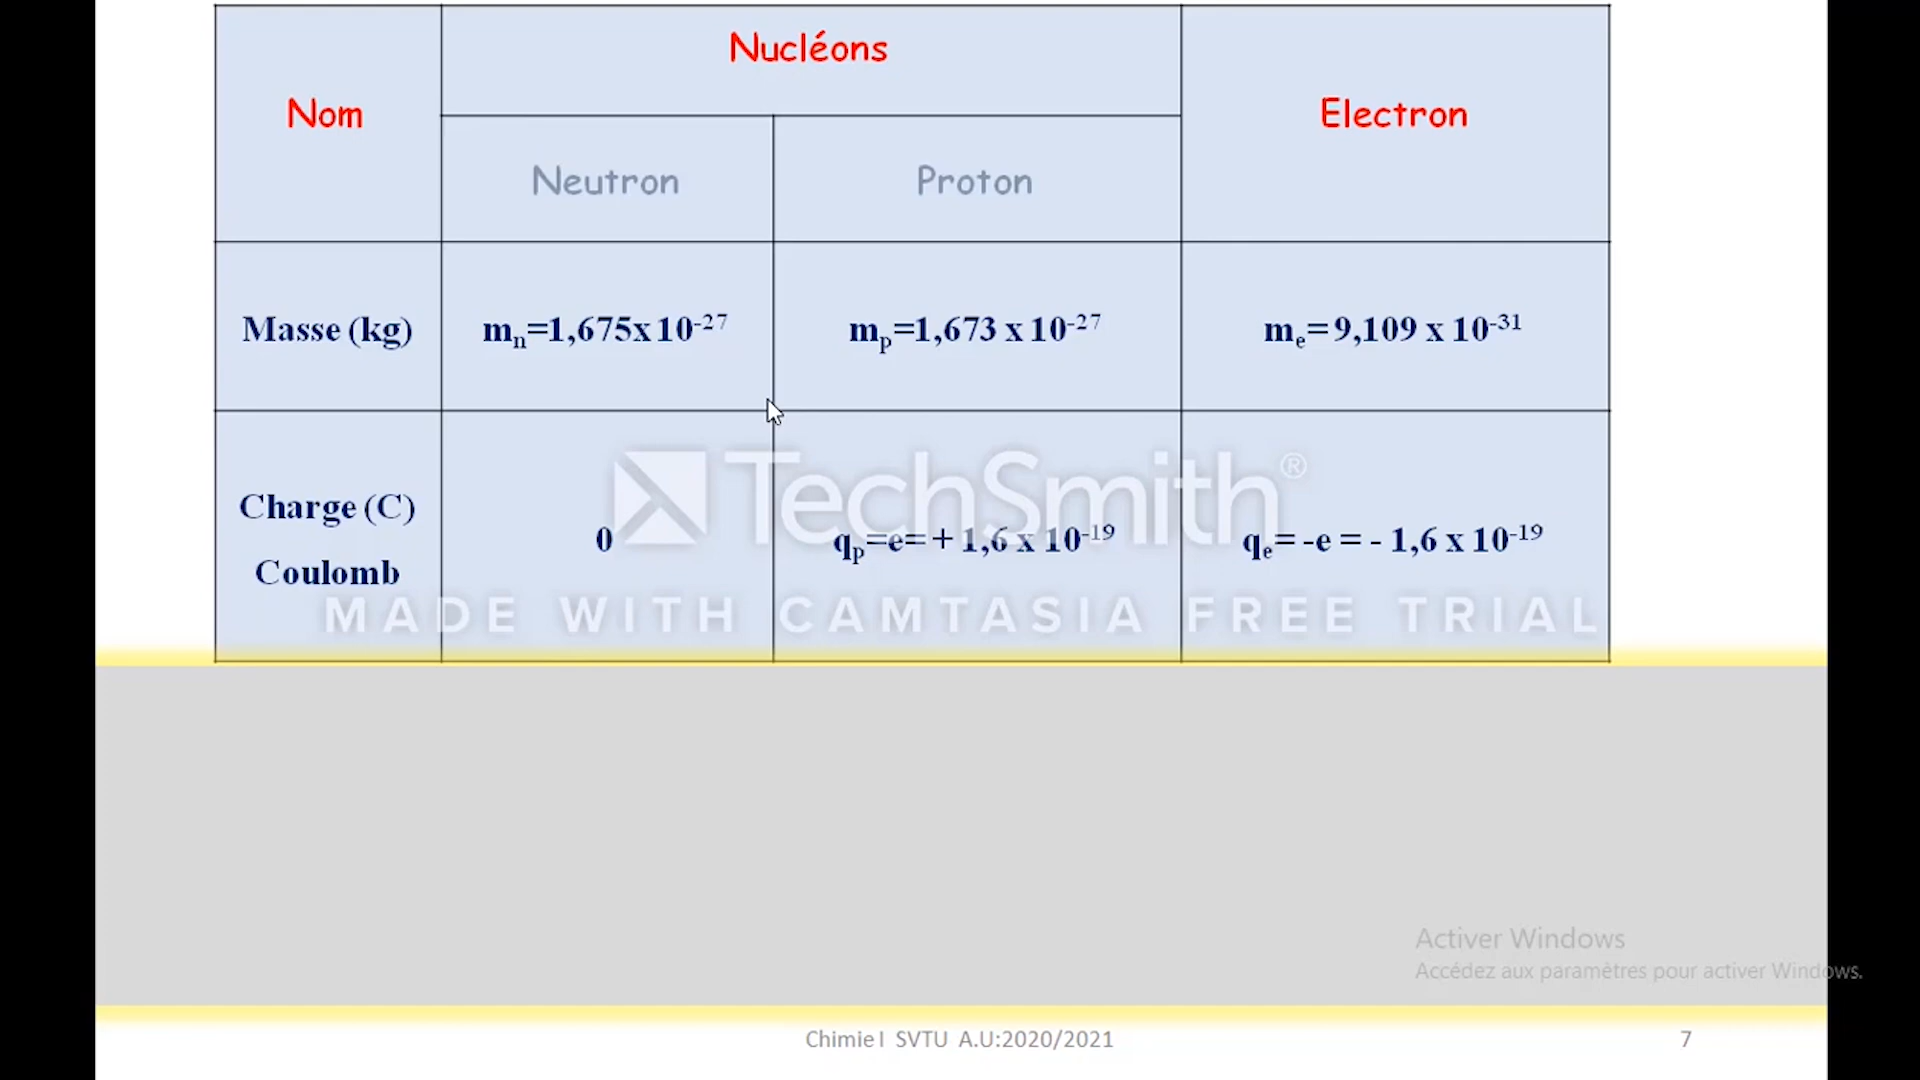 Nucléons
Nom
Electron
Neutron
Proton
Masse (kg)
mₙ=1,675x 10⁻²⁷
mₚ=1,673 x 10⁻²⁷
mₑ= 9,109 x 10⁻³¹
TechSmith®
Charge (C)
Coulomb
0
qₚ=e= + 1,6 x 10⁻¹⁹
qₑ= -e = - 1,6 x 10⁻¹⁹
MADE WITH CAMTASIA FREE TRIAL
Activer Windows
Accédez aux paramètres pour activer Windows.
Chimie I SVTU A.U:2020/2021
7